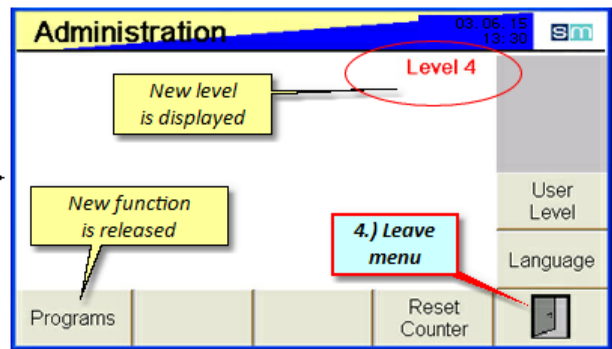 Administration
03. 06 15
13: 30
sm
Level 4
New level
is displayed
New function
is released
User
Level
4.) Leave
menu
Language
Programs
Reset
Counter